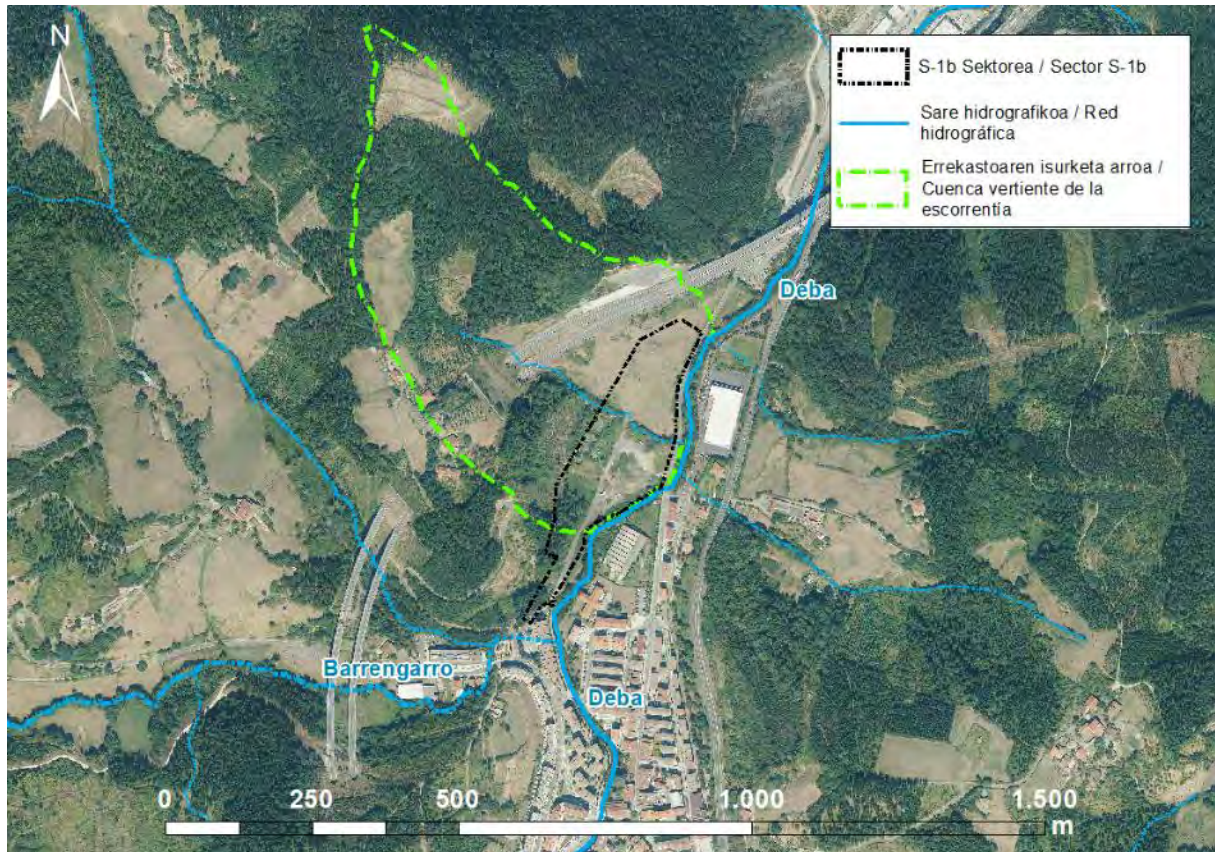 N
S-1b Sektorea / Sector S-1b
Sare hidrografikoa / Red
hidrográfica
Errekastoaren isurketa arroa /
Cuenca vertiente de la
escorrentía
Deba
Barrengarro
Deba
0 250 500 1.000 1.500
m